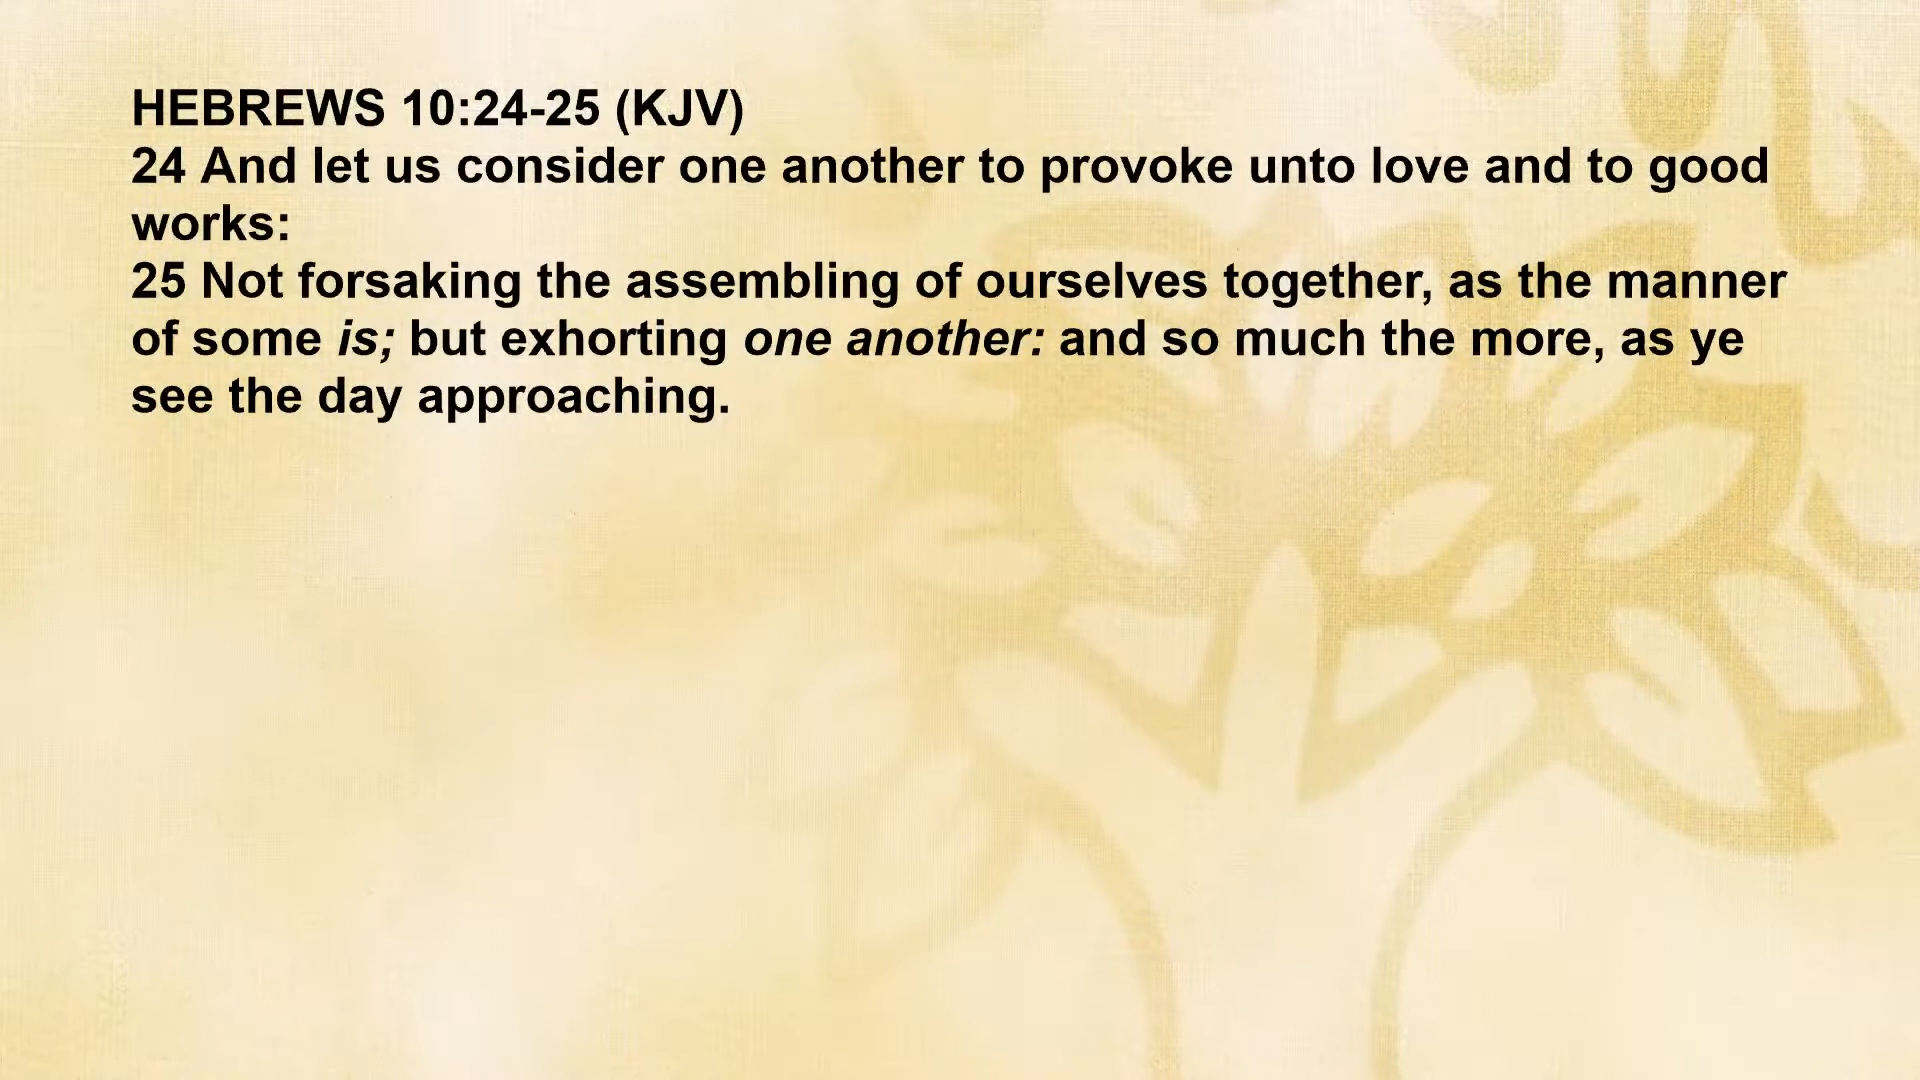 HEBREWS 10:24-25 (KJV)
24 And let us consider one another to provoke unto love and to good
works:
25 Not forsaking the assembling of ourselves together, as the manner
of some is; but exhorting one another: and so much the more, as ye
see the day approaching.